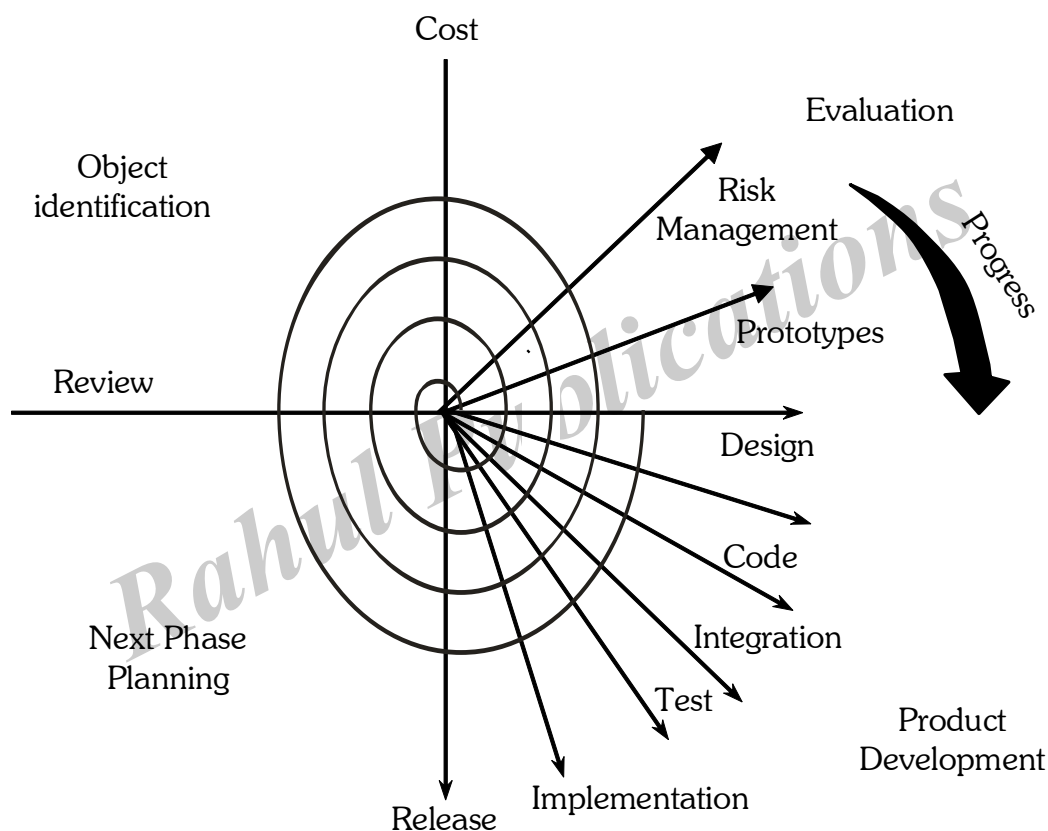 Cost
Evaluation
Object
identification
Risk
Management
Progress
Prototypes
Review
Design
Code
Next Phase
Planning
Integration
Test
Product
Development
Implementation
Release
Rahul Publications